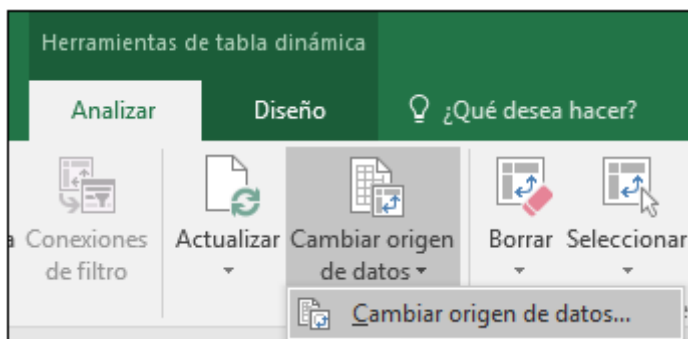 Herramientas de tabla dinámica
Analizar Diseño ¿Qué desea hacer?
Conexiones de filtro
Actualizar
Cambiar origen de datos
Borrar
Seleccionar
Cambiar origen de datos...